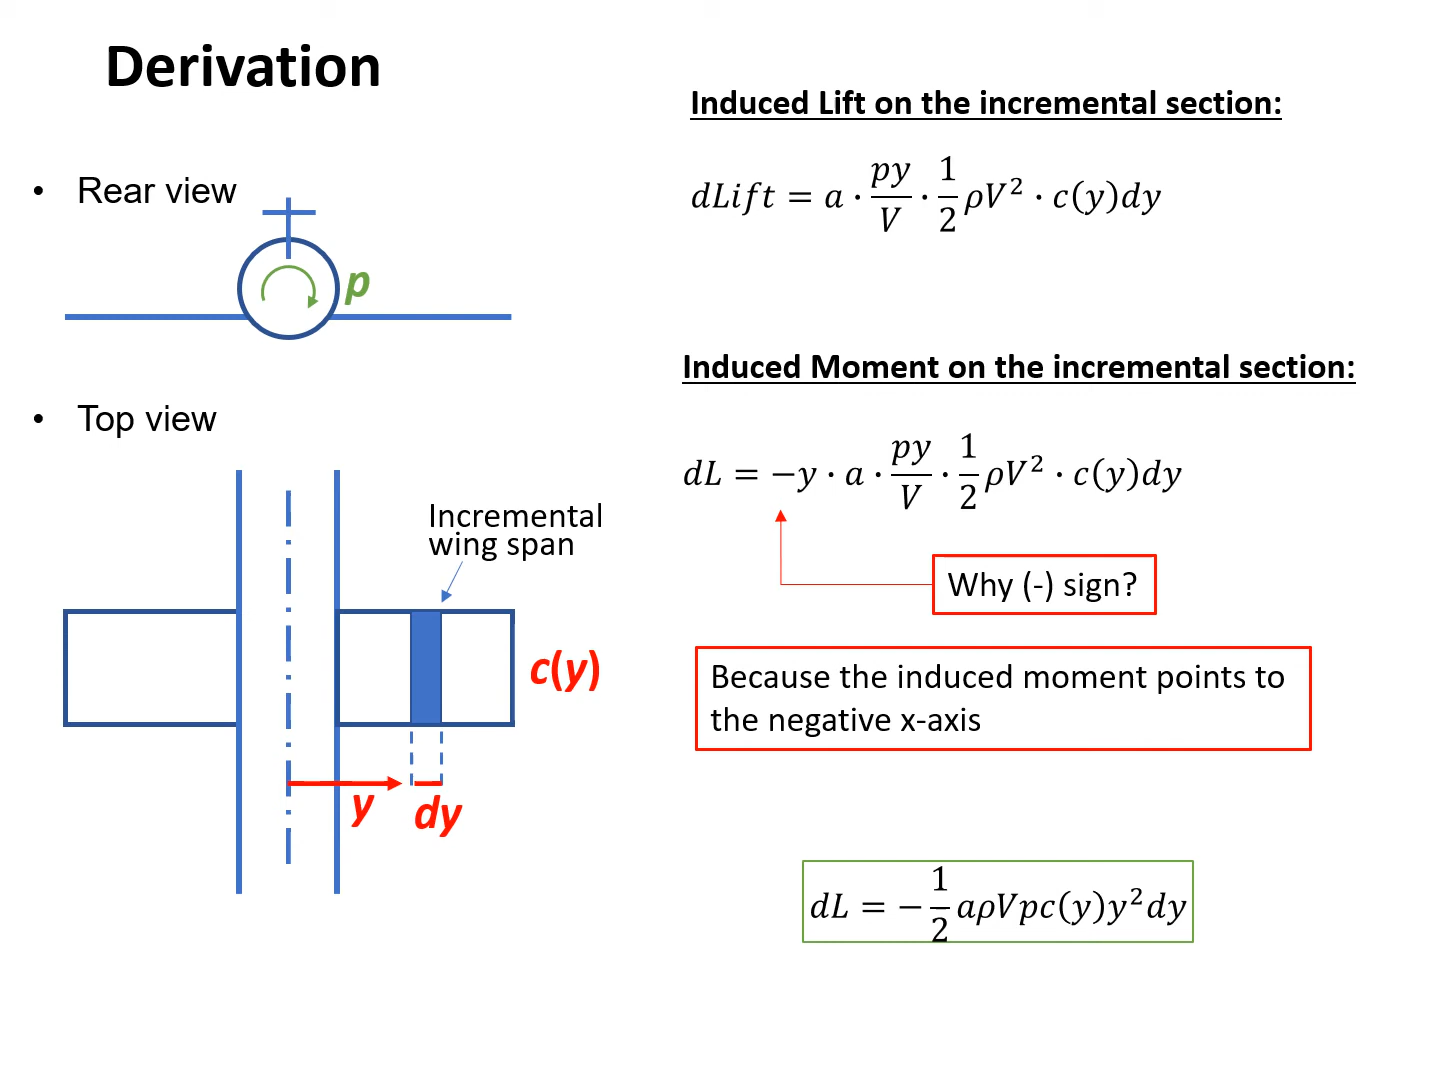 Derivation
• Rear view
p
• Top view
Incremental
wing span
c(y)
y
dy
Induced Lift on the incremental section:
dLift = a · py/V · 1/2 ρV² · c(y)dy
Induced Moment on the incremental section:
dL = −y · a · py/V · 1/2 ρV² · c(y)dy
Why (-) sign?
Because the induced moment points to
the negative x-axis
dL = − 1/2 aρVpc(y)y²dy